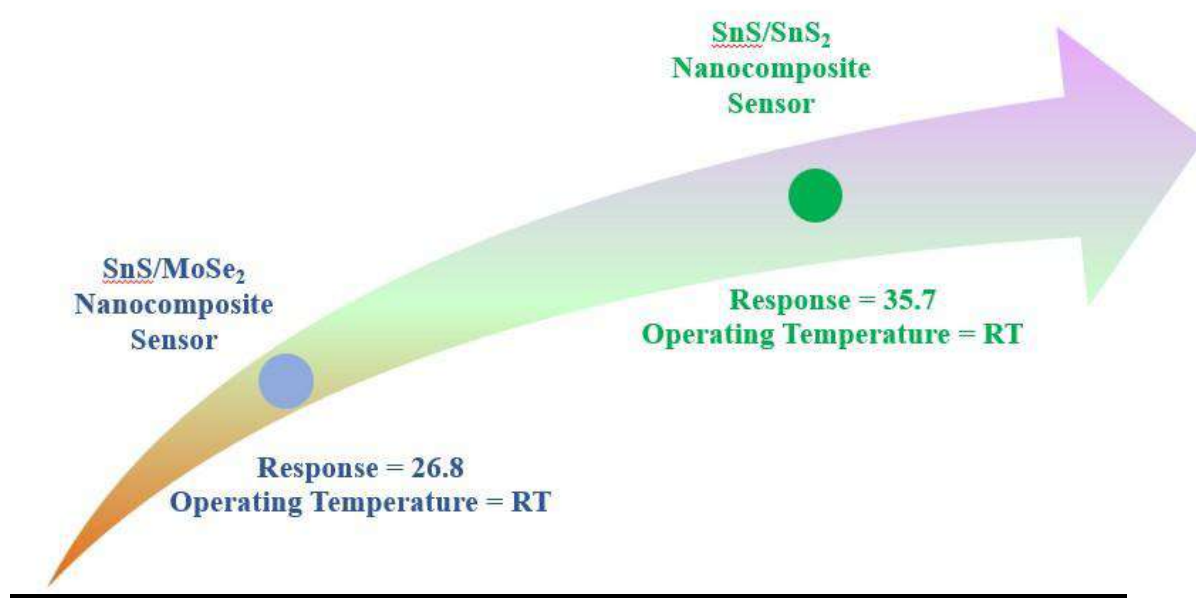 SnS/SnS₂
Nanocomposite
Sensor
SnS/MoSe₂
Nanocomposite
Sensor
Response = 35.7
Operating Temperature = RT
Response = 26.8
Operating Temperature = RT